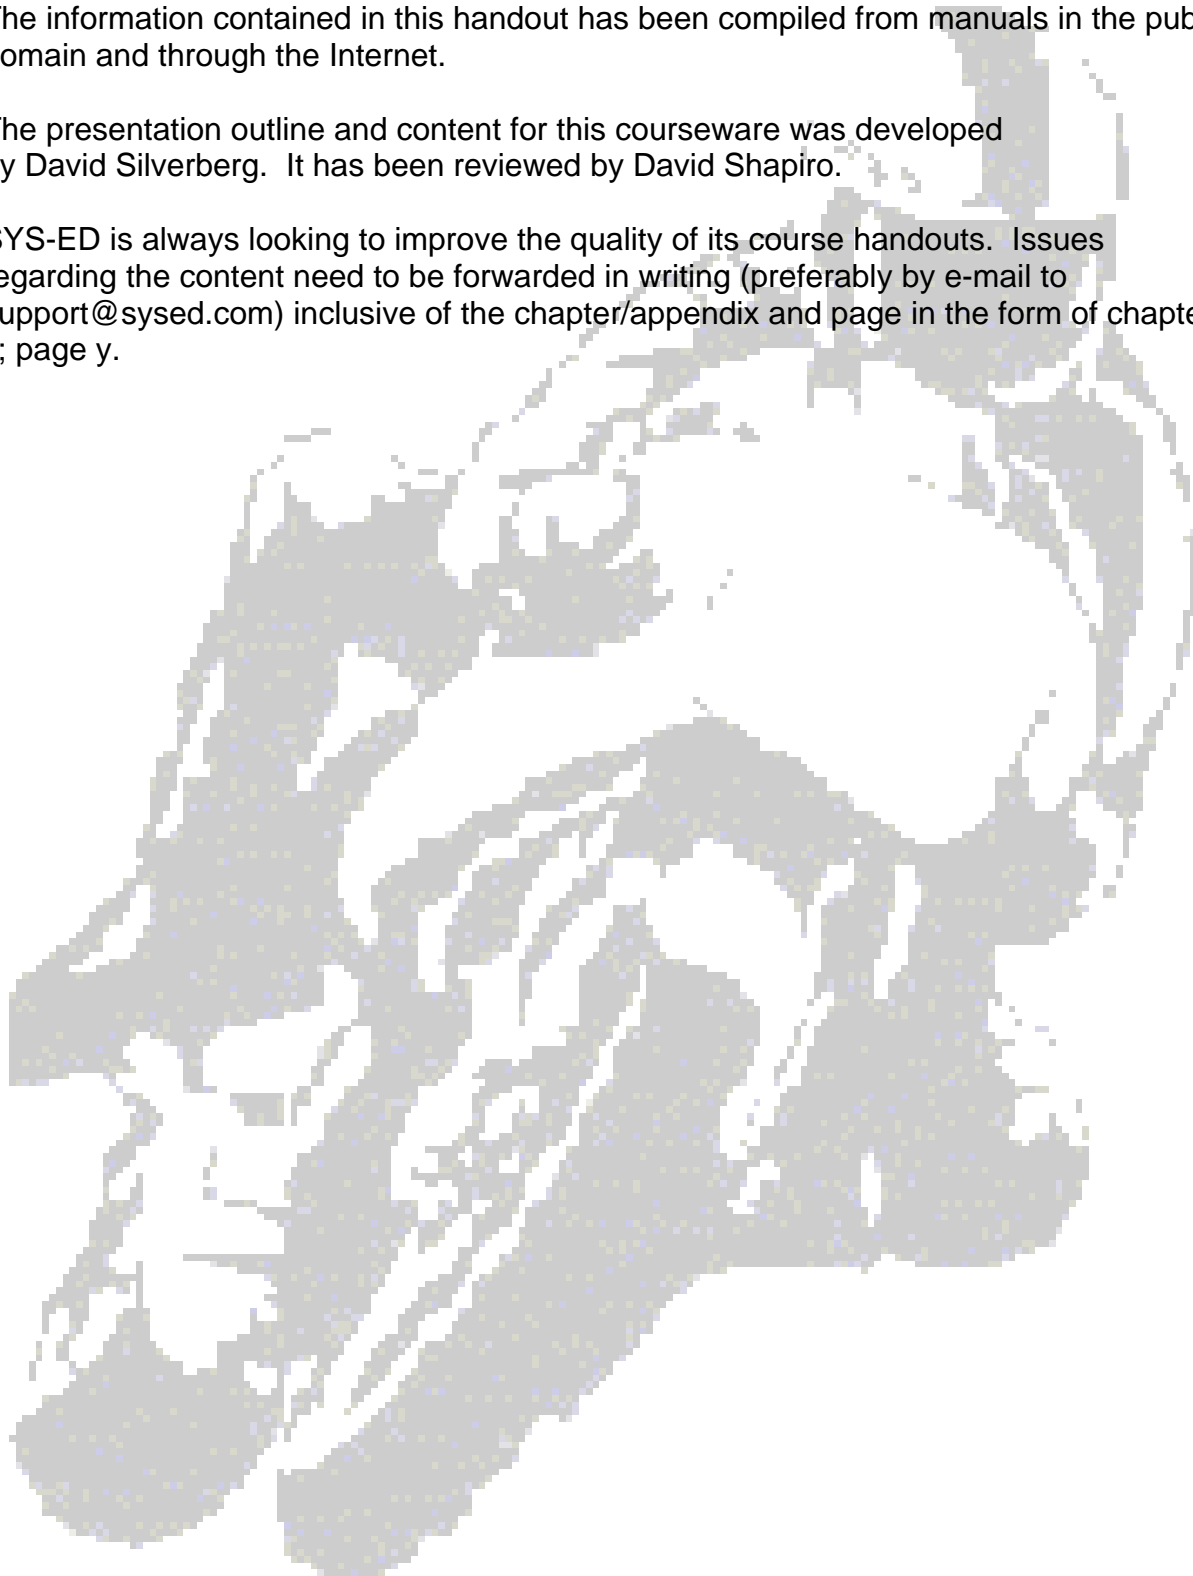 he information contained in this handout has been compiled from manuals in the pub
omain and through the Internet.
he presentation outline and content for this courseware was developed
y David Silverberg.  It has been reviewed by David Shapiro.
SYS-ED is always looking to improve the quality of its course handouts.  Issues
egarding the content need to be forwarded in writing (preferably by e-mail to
upport@sysed.com) inclusive of the chapter/appendix and page in the form of chapte
; page y.